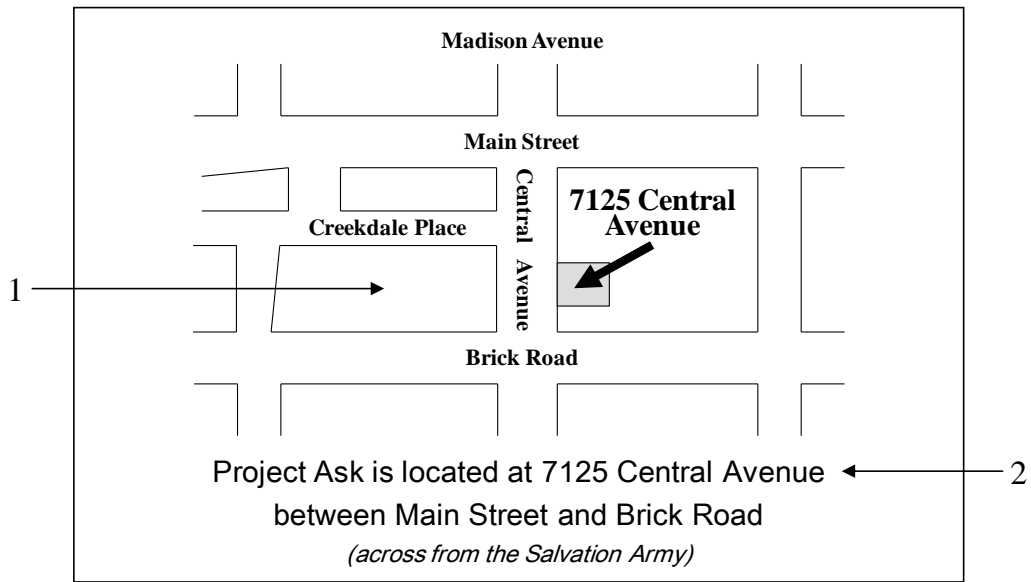 Madison Avenue
Main Street
Central Avenue
7125 Central
Avenue
Creekdale Place
1
Brick Road
Project Ask is located at 7125 Central Avenue
2
between Main Street and Brick Road
(across from the Salvation Army)